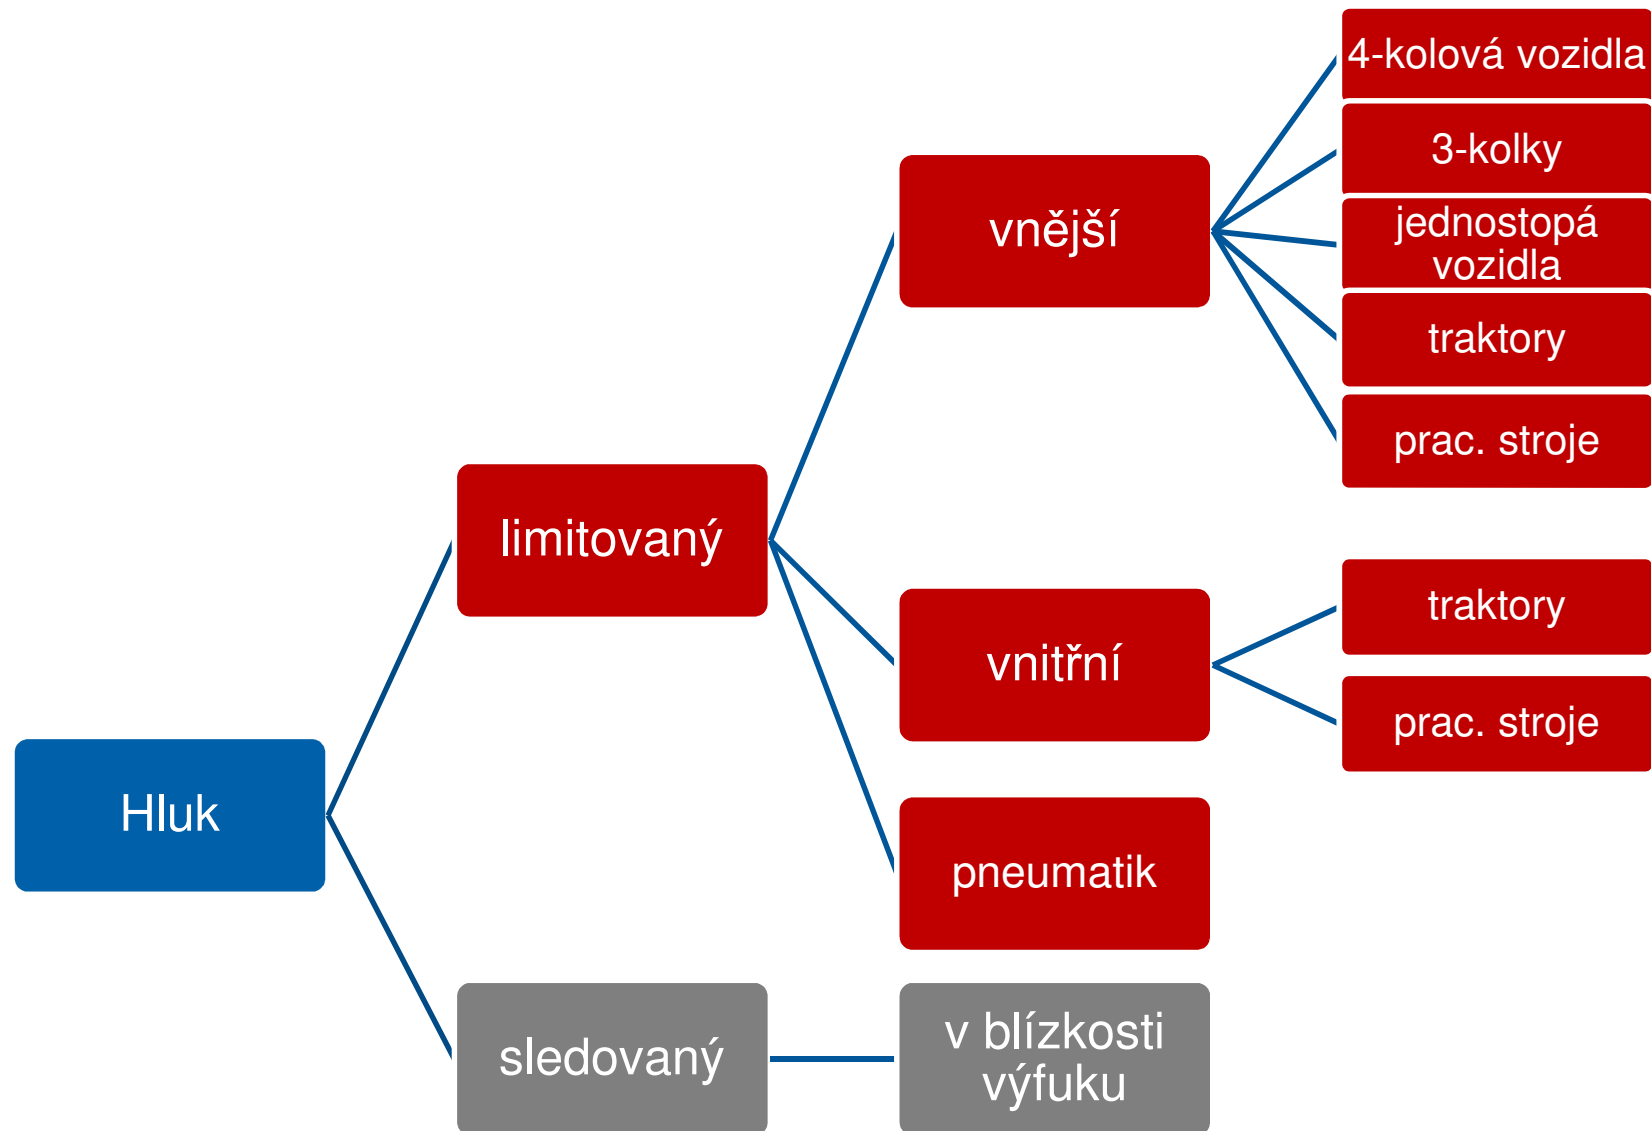 4-kolová vozidla
3-kolky
vnější
jednostopá
vozidla
traktory
prac. stroje
limitovaný
traktory
vnitřní
prac. stroje
Hluk
pneumatik
sledovaný
v blízkosti
výfuku